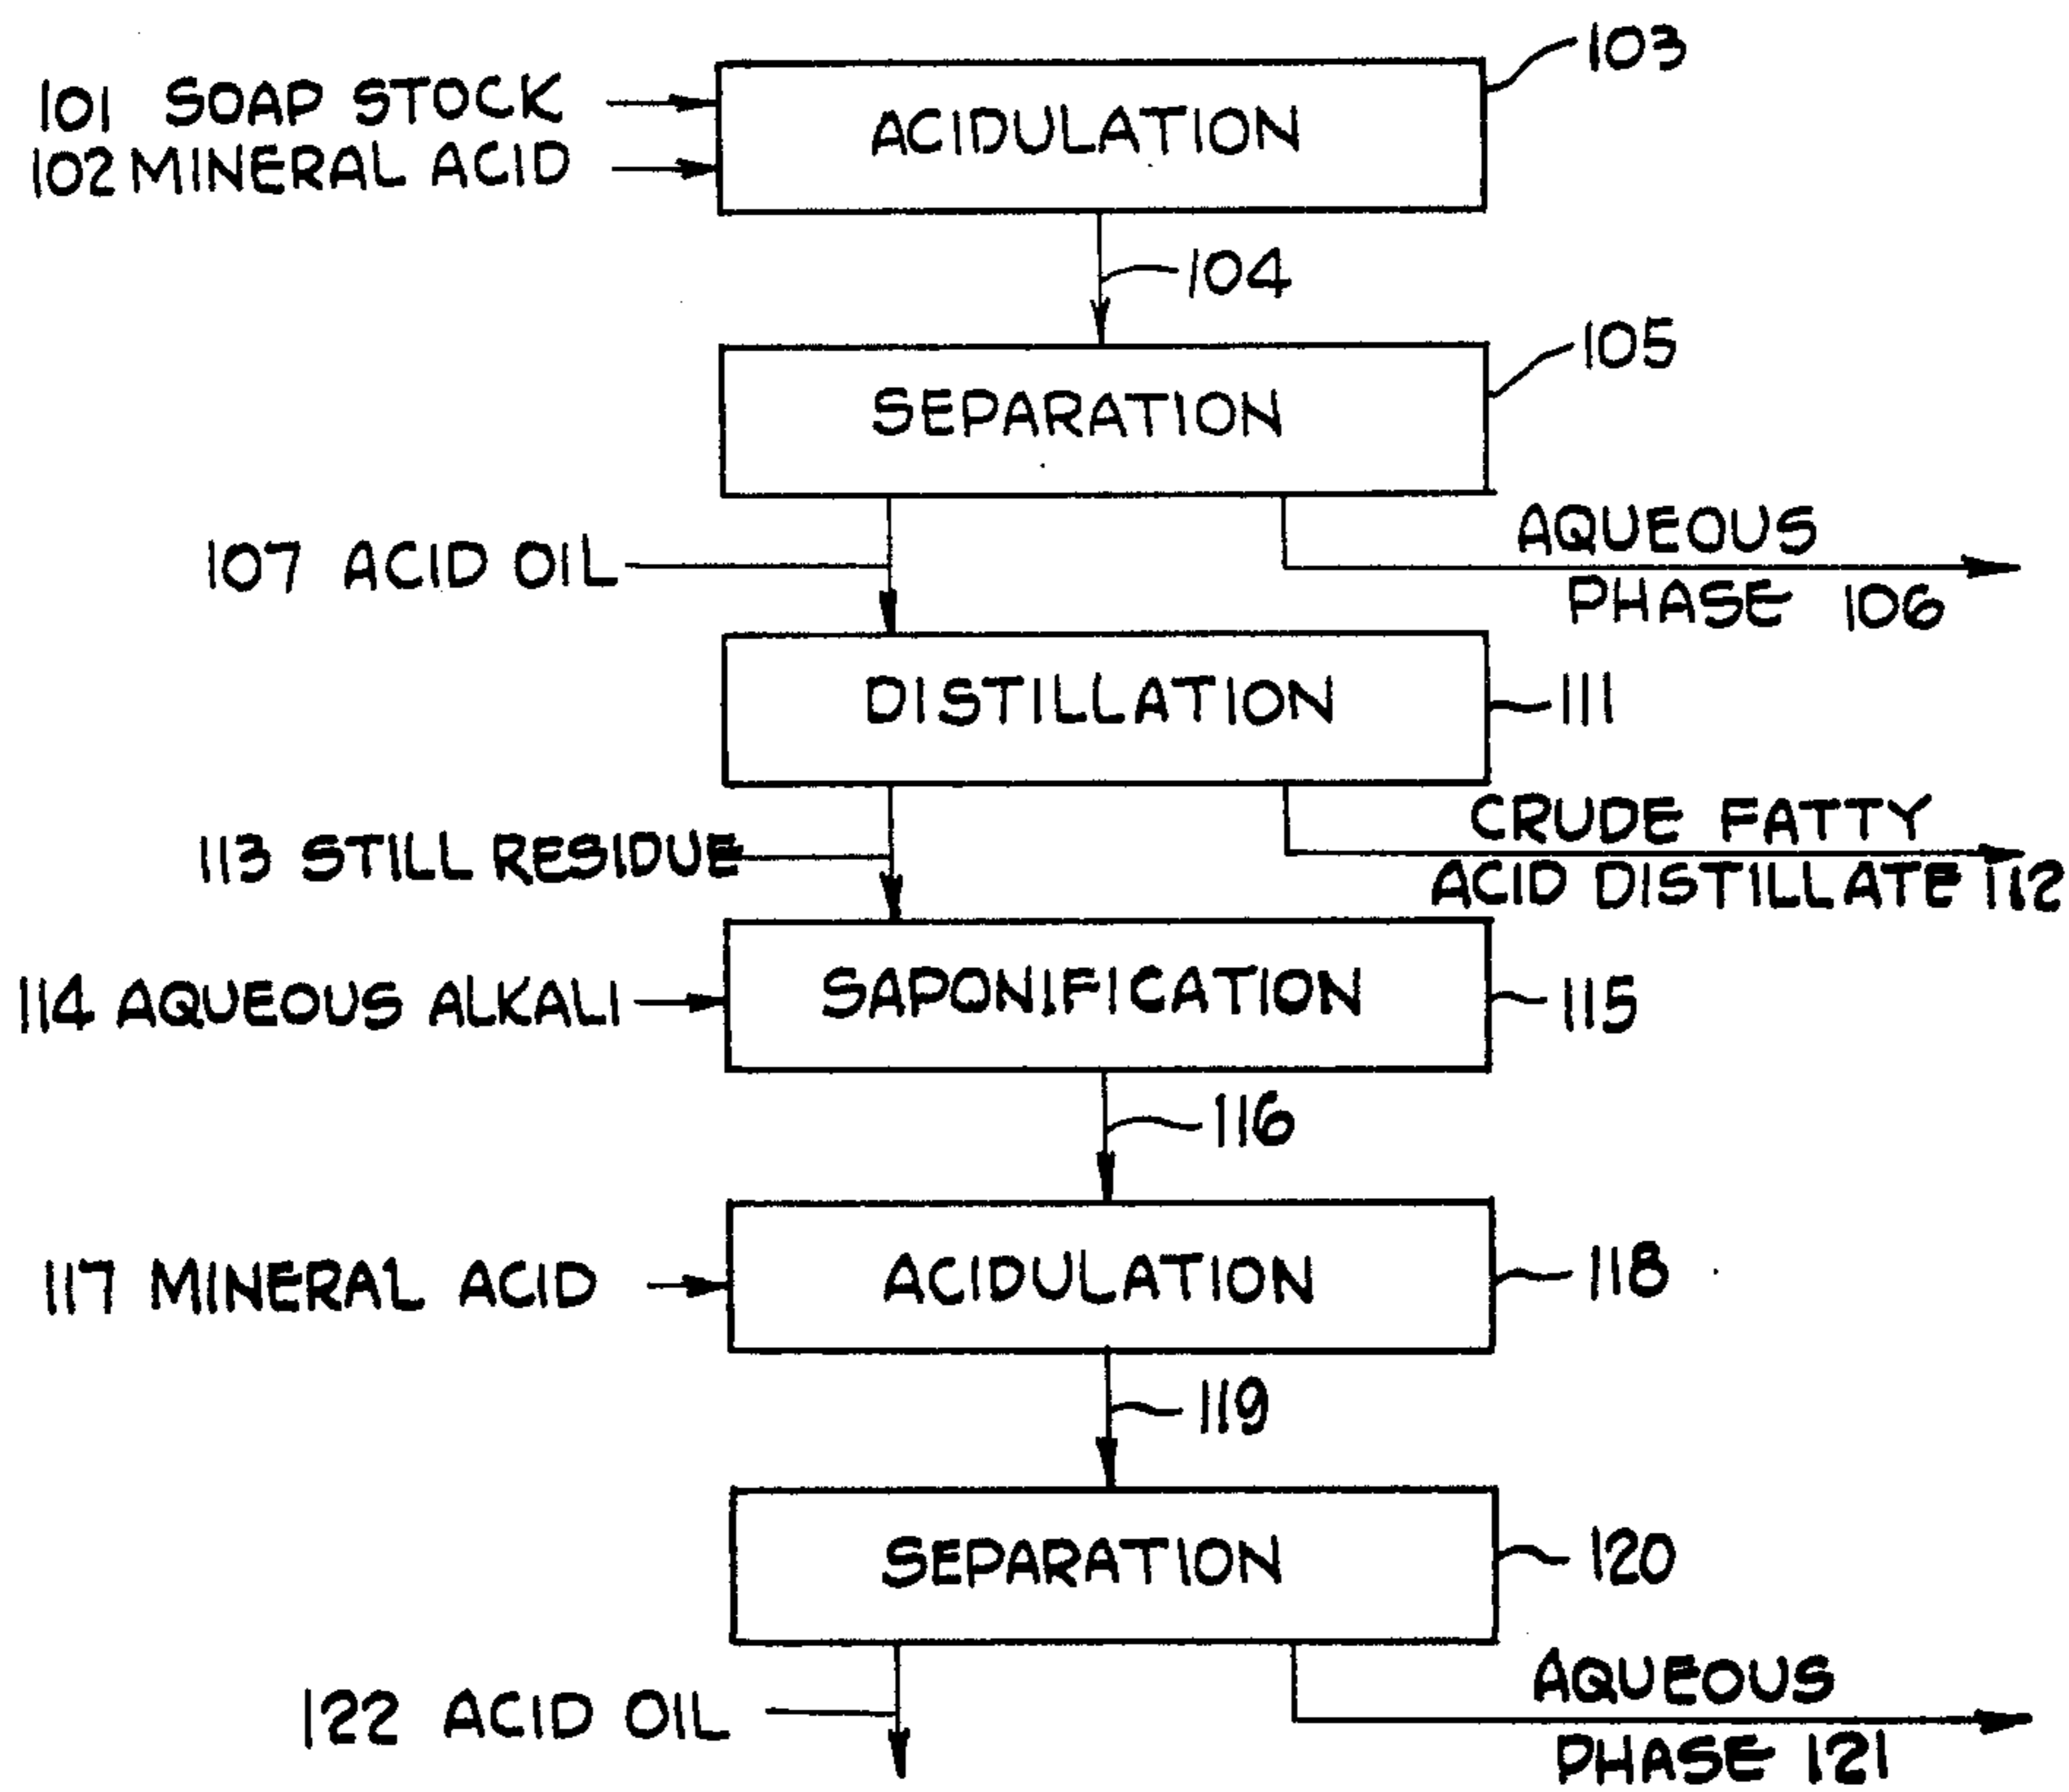 103
101 SOAP STOCK
ACIDULATION
102 MINERAL ACID
104
105
SEPARATION
AQUEOUS
107 ACID OIL
PHASE 106
DISTILLATION
111
CRUDE FATTY
113 STILL RESIDUE
ACID DISTILLATE 112
114 AQUEOUS ALKALI
SAPONIFICATION
115
116
117 MINERAL ACID
ACIDULATION
118
119
SEPARATION
120
AQUEOUS
122 ACID OIL
PHASE 121